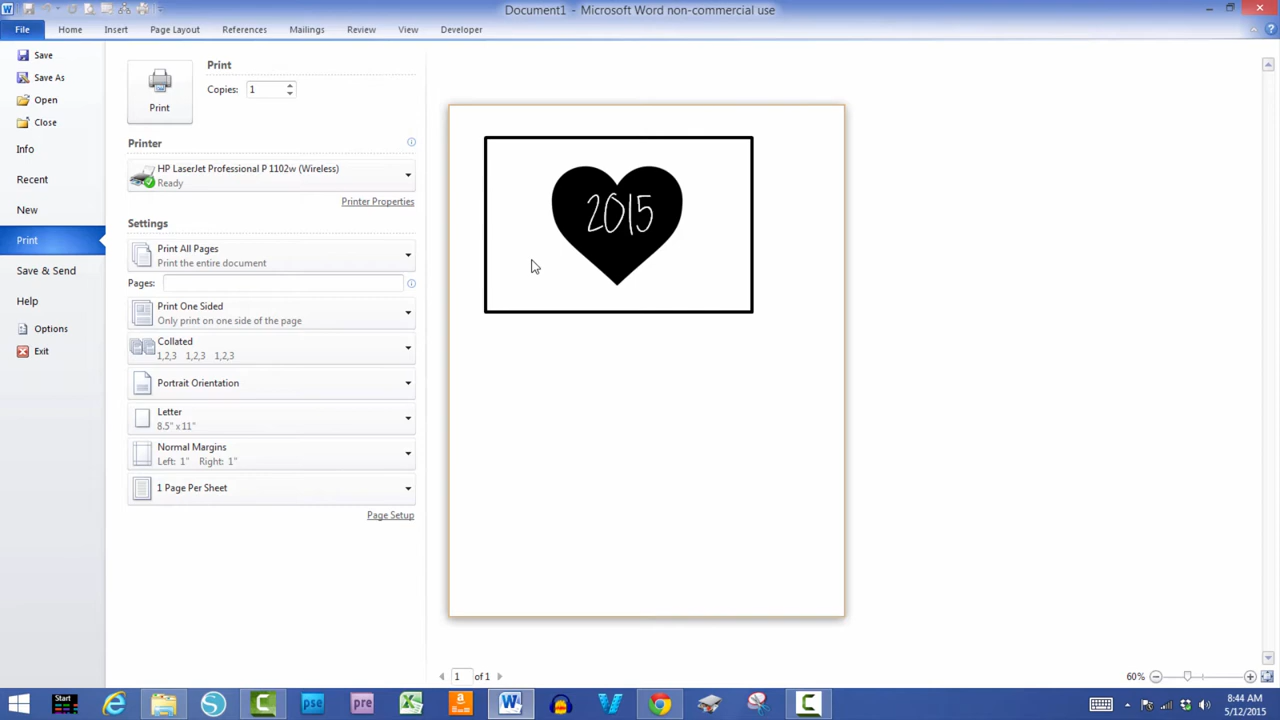 Document1 - Microsoft Word non-commercial use
File Home Insert Page Layout References Mailings Review View Developer
Save
Save As
Open
Close
Info
Recent
New
Print
Save & Send
Help
Options
Exit
Print
Print
Copies: 1
Printer
HP LaserJet Professional P 1102w (Wireless)
Ready
Printer Properties
Settings
Print All Pages
Print the entire document
Pages:
Print One Sided
Only print on one side of the page
Collated
1,2,3 1,2,3 1,2,3
Portrait Orientation
Letter
8.5" x 11"
Normal Margins
Left: 1" Right: 1"
1 Page Per Sheet
Page Setup
2015
1 of 1
60%
Start
pse
pre
8:44 AM
5/12/2015